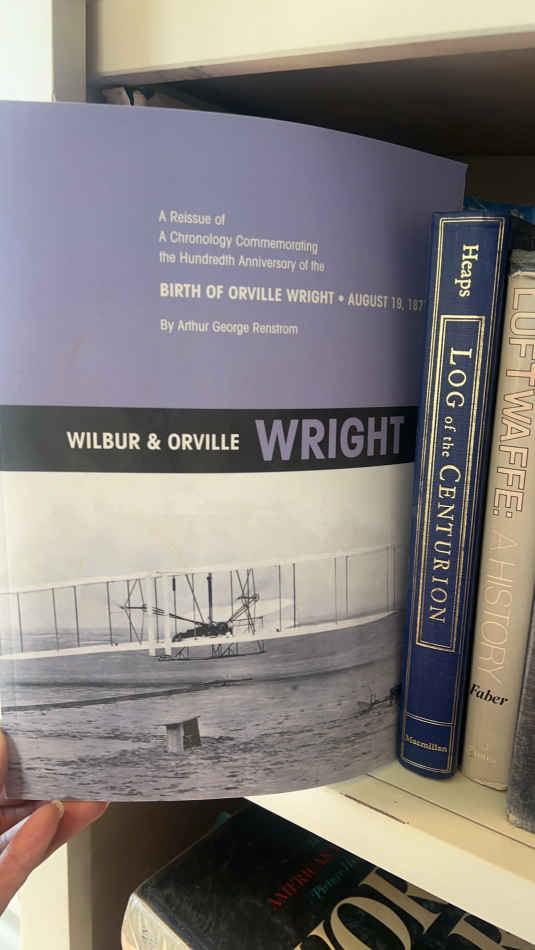 A Reissue of
A Chronology Commemorating
the Hundredth Anniversary of the
BIRTH OF ORVILLE WRIGHT • AUGUST 19, 187
By Arthur George Renstrom
WILBUR & ORVILLE WRIGHT
Heaps
LOG of the CENTURION
Macmillan
LUFTWAFFE: A HISTORY
Faber
AMERICAN